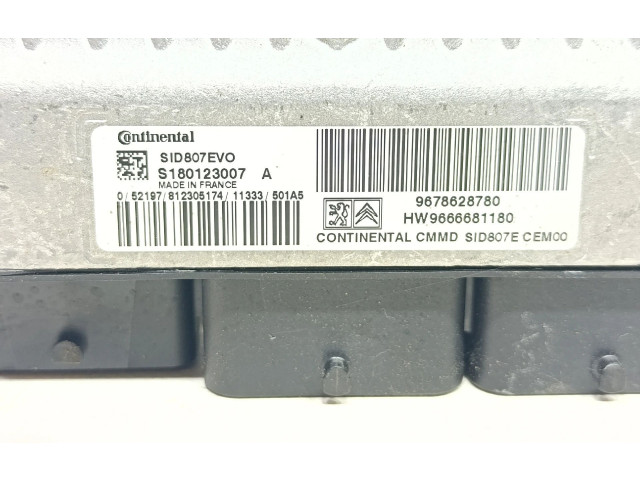 Continental
SID807EVO
S180123007 A
MADE IN FRANCE
0/52197/812305174/11333/501A5
9678628780
HW9666681180
CONTINENTAL CMMD SID807E CEM00